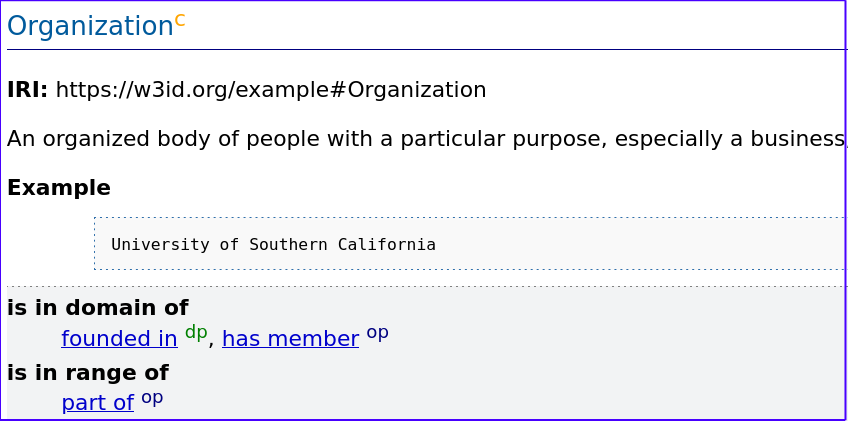 Organization c
IRI: https://w3id.org/example#Organization
An organized body of people with a particular purpose, especially a business,
Example
University of Southern California
is in domain of
founded in dp, has member op
is in range of
part of op